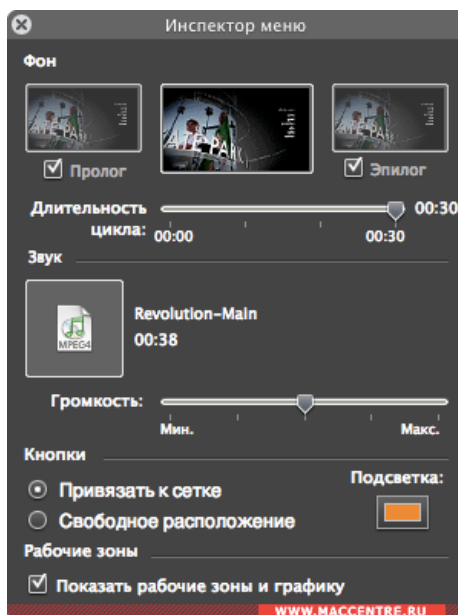 Инспектор меню
Фон
Пролог
Эпилог
Длительность цикла:
00:30
00:00
00:30
Звук
MPEG4
Revolution-Main
00:38
Громкость:
Мин.
Макс.
Кнопки
Привязать к сетке
Подсветка:
Свободное расположение
Рабочие зоны
Показать рабочие зоны и графику
WWW.MACCENTRE.RU